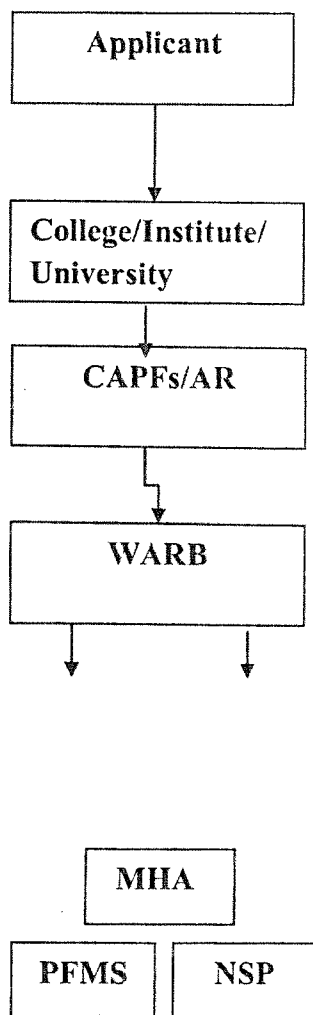 Applicant
College/Institute/
University
CAPFs/AR
WARB
MHA
PFMS NSP